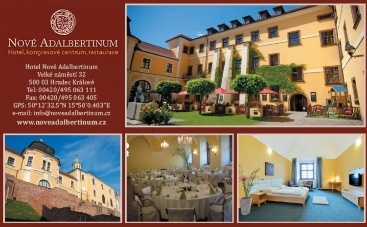 NOVÉ ADALBERTINUM
Hotel, kongresové centrum, restaurace
Hotel Nové Adalbertinum
Velké náměstí 32
500 03 Hradec Králové
Tel: 00420/495 063 111
Fax: 00420/495 063 405
GPS: 50°12'32.5"N 15°50'0.403"E
e-mail: info@noveadalbertinum.cz
www.noveadalbertinum.cz